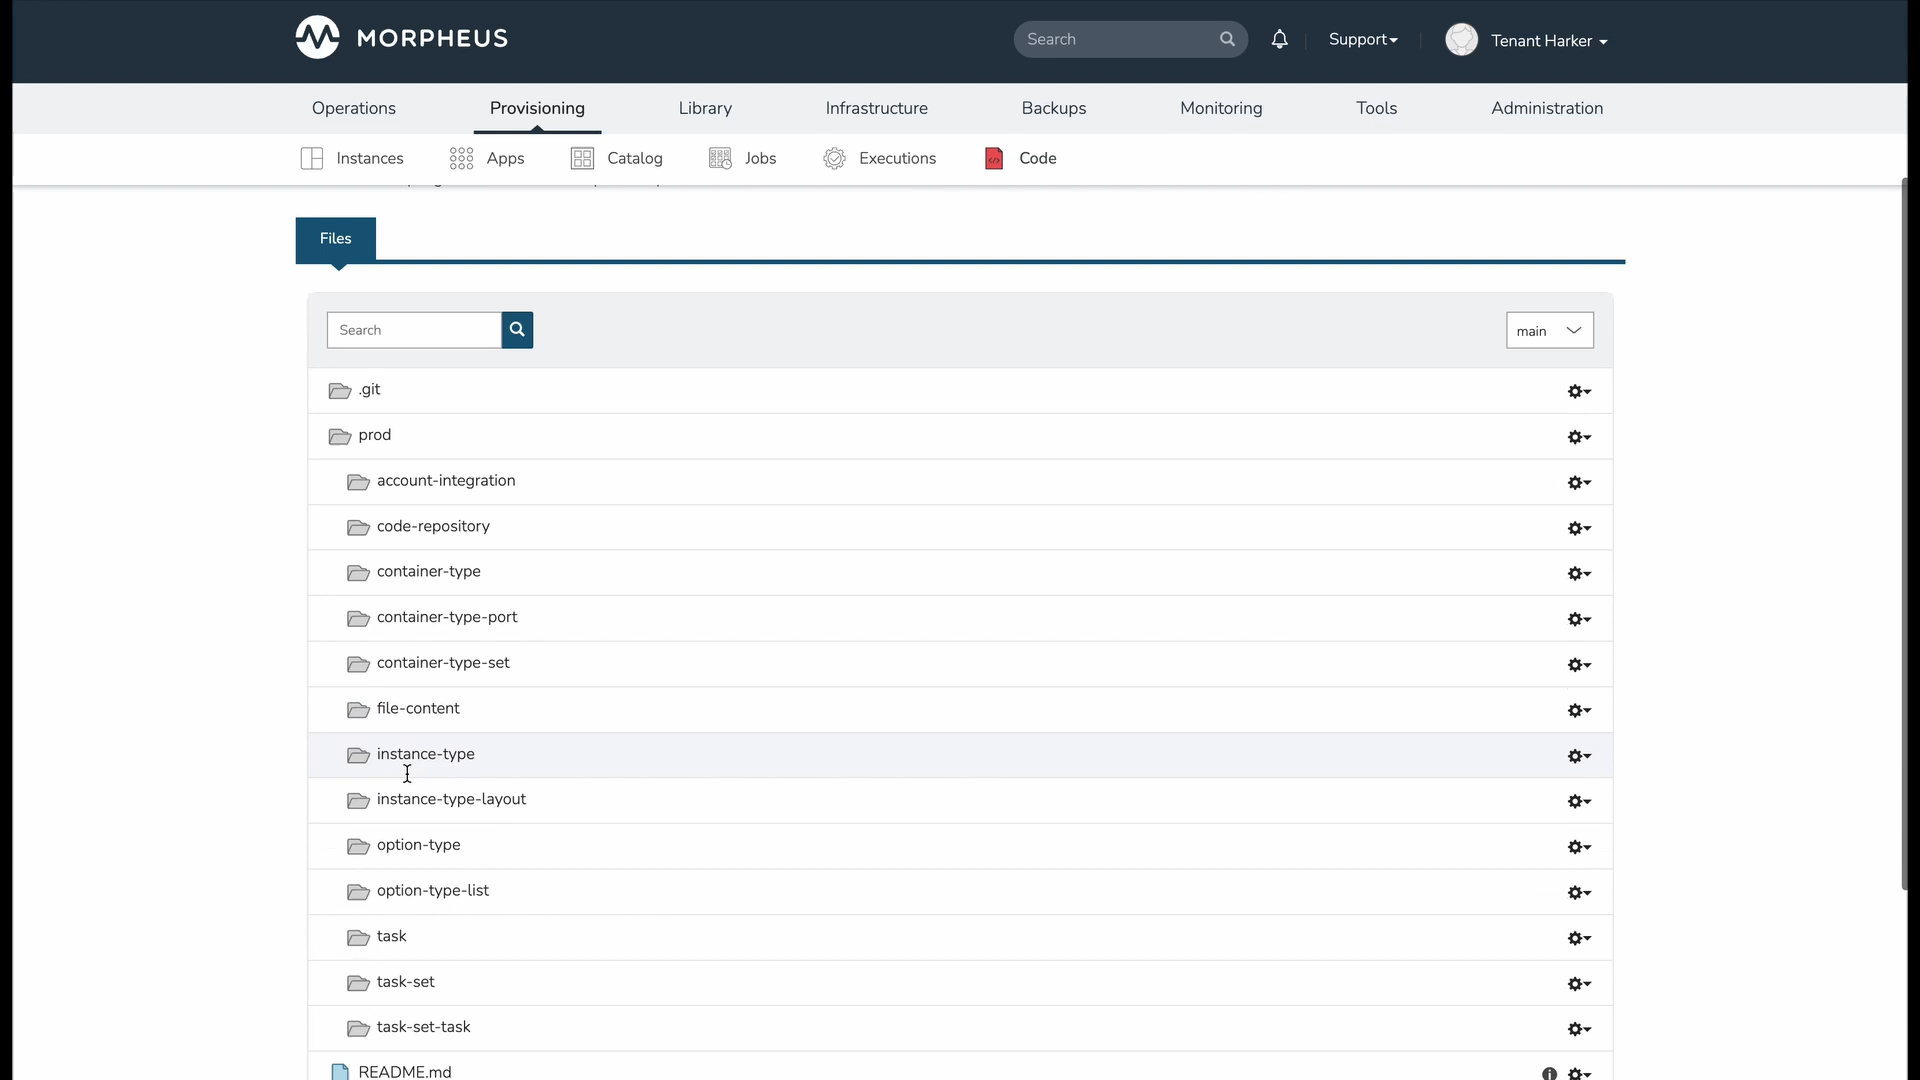 MORPHEUS
Search
Support
Tenant Harker
Operations
Provisioning
Library
Infrastructure
Backups
Monitoring
Tools
Administration
Instances
Apps
Catalog
Jobs
Executions
Code
Files
Search
main
.git
prod
account-integration
code-repository
container-type
container-type-port
container-type-set
file-content
instance-type
instance-type-layout
option-type
option-type-list
task
task-set
task-set-task
README.md